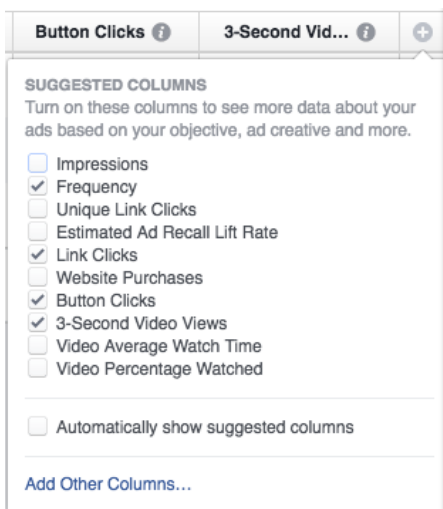 Button Clicks 3-Second Vid...
SUGGESTED COLUMNS
Turn on these columns to see more data about your
ads based on your objective, ad creative and more.
Impressions
Frequency
Unique Link Clicks
Estimated Ad Recall Lift Rate
Link Clicks
Website Purchases
Button Clicks
3-Second Video Views
Video Average Watch Time
Video Percentage Watched
Automatically show suggested columns
Add Other Columns...